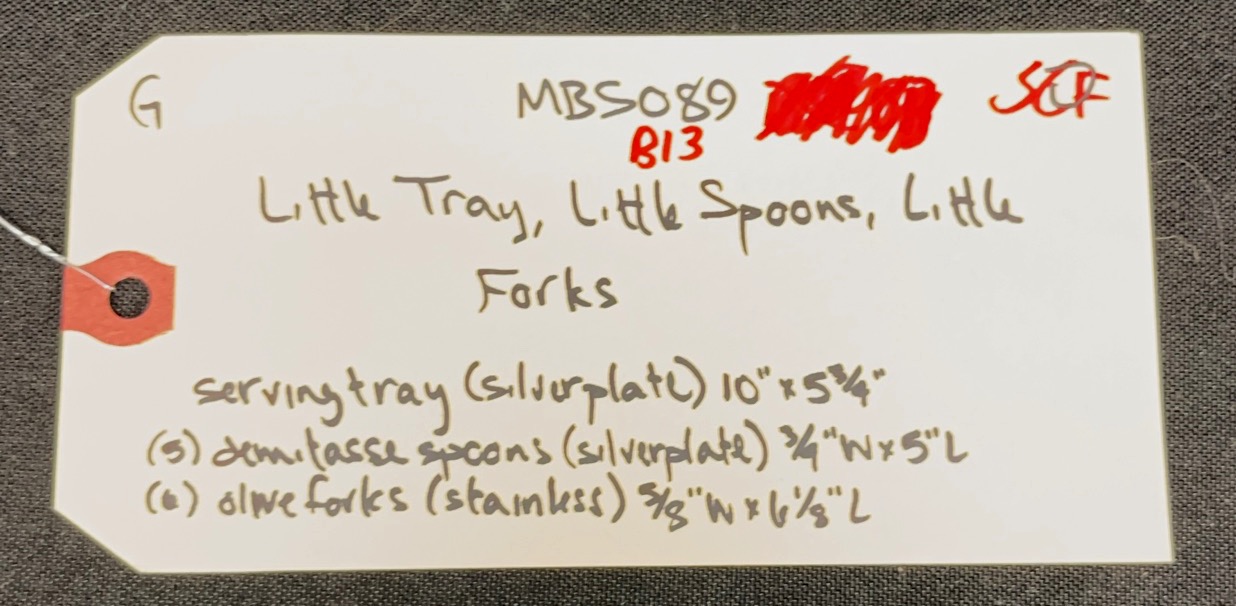 G MBS089
B13
Little Tray, Little Spoons, Little
Forks
serving tray (silverplate) 10" x 5 3/4"
(5) demitasse spoons (silverplate) 3/4" W x 5" L
(6) olive forks (stainless) 5/8" W x 6 1/8" L